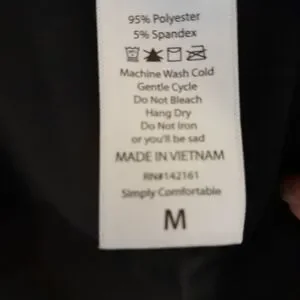 95% Polyester
5% Spandex
Machine Wash Cold
Gentle Cycle
Do Not Bleach
Hang Dry
Do Not Iron
or you'll be sad
MADE IN VIETNAM
RN#142161
Simply Comfortable
M